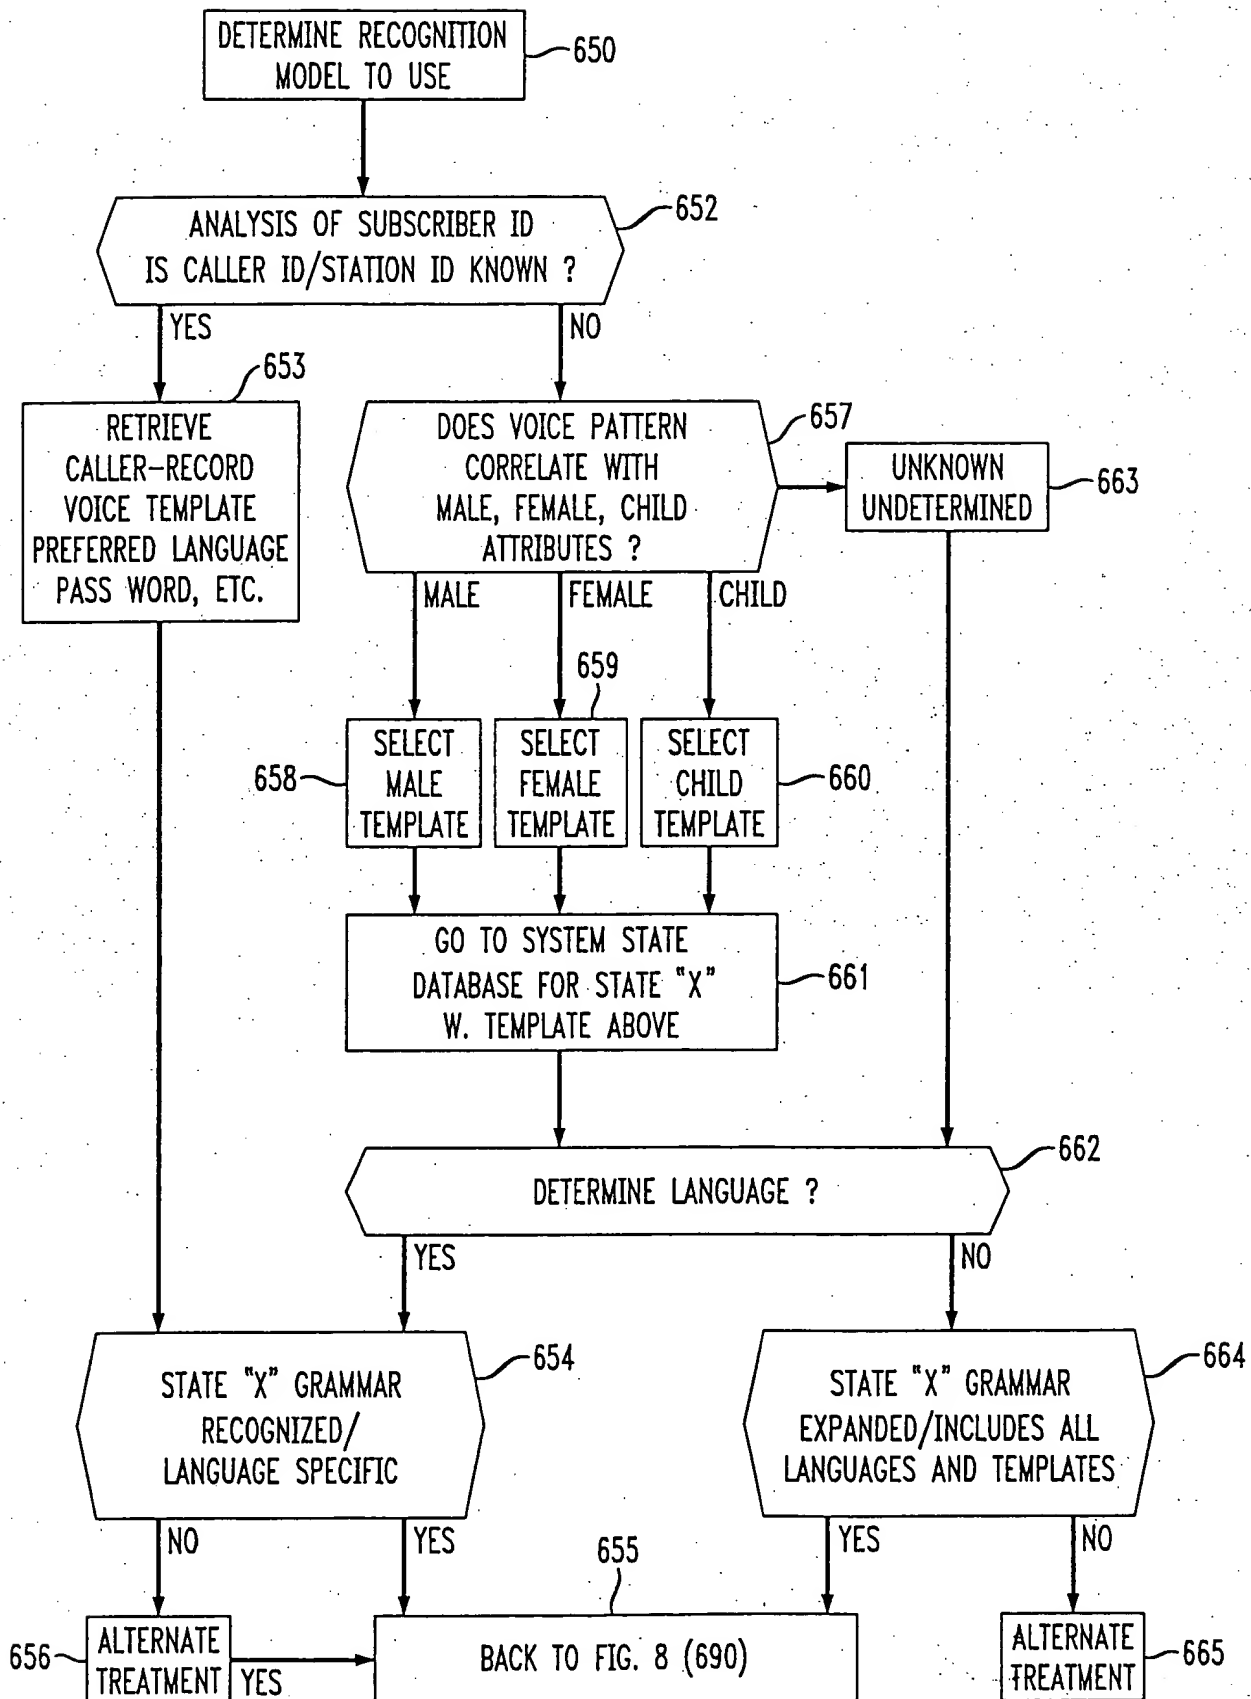 DETERMINE RECOGNITION
MODEL TO USE
650
ANALYSIS OF SUBSCRIBER ID
IS CALLER ID/STATION ID KNOWN ?
652
YES
NO
653
RETRIEVE
CALLER-RECORD
VOICE TEMPLATE
PREFERRED LANGUAGE
PASS WORD, ETC.
DOES VOICE PATTERN
CORRELATE WITH
MALE, FEMALE, CHILD
ATTRIBUTES ?
657
UNKNOWN
UNDETERMINED
663
MALE
FEMALE
CHILD
659
658
SELECT
MALE
TEMPLATE
SELECT
FEMALE
TEMPLATE
SELECT
CHILD
TEMPLATE
660
GO TO SYSTEM STATE
DATABASE FOR STATE "X"
W. TEMPLATE ABOVE
661
662
DETERMINE LANGUAGE ?
YES
NO
STATE "X" GRAMMAR
RECOGNIZED/
LANGUAGE SPECIFIC
654
STATE "X" GRAMMAR
EXPANDED/INCLUDES ALL
LANGUAGES AND TEMPLATES
664
NO
YES
655
YES
NO
656
ALTERNATE
TREATMENT
YES
BACK TO FIG. 8 (690)
ALTERNATE
TREATMENT
665